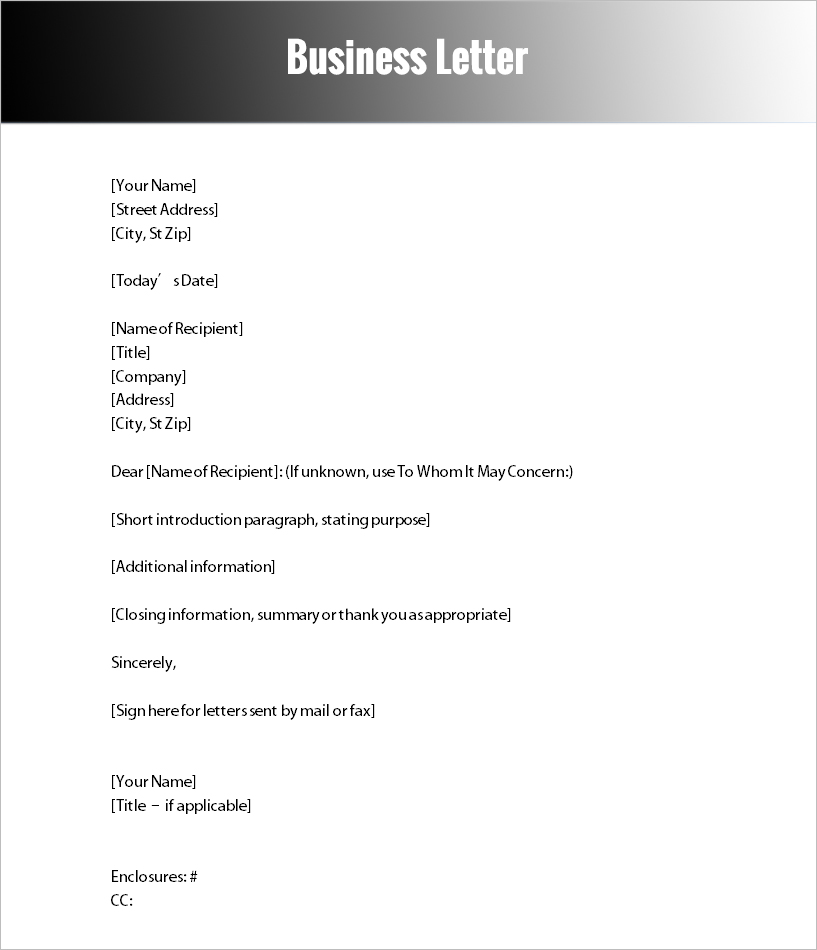 Business Letter
[Your Name]
[Street Address]
[City, St Zip]
[Today’s Date]
[Name of Recipient]
[Title]
[Company]
[Address]
[City, St Zip]
Dear [Name of Recipient]: (If unknown, use To Whom It May Concern:)
[Short introduction paragraph, stating purpose]
[Additional information]
[Closing information, summary or thank you as appropriate]
Sincerely,
[Sign here for letters sent by mail or fax]
[Your Name]
[Title – if applicable]
Enclosures: #
CC: